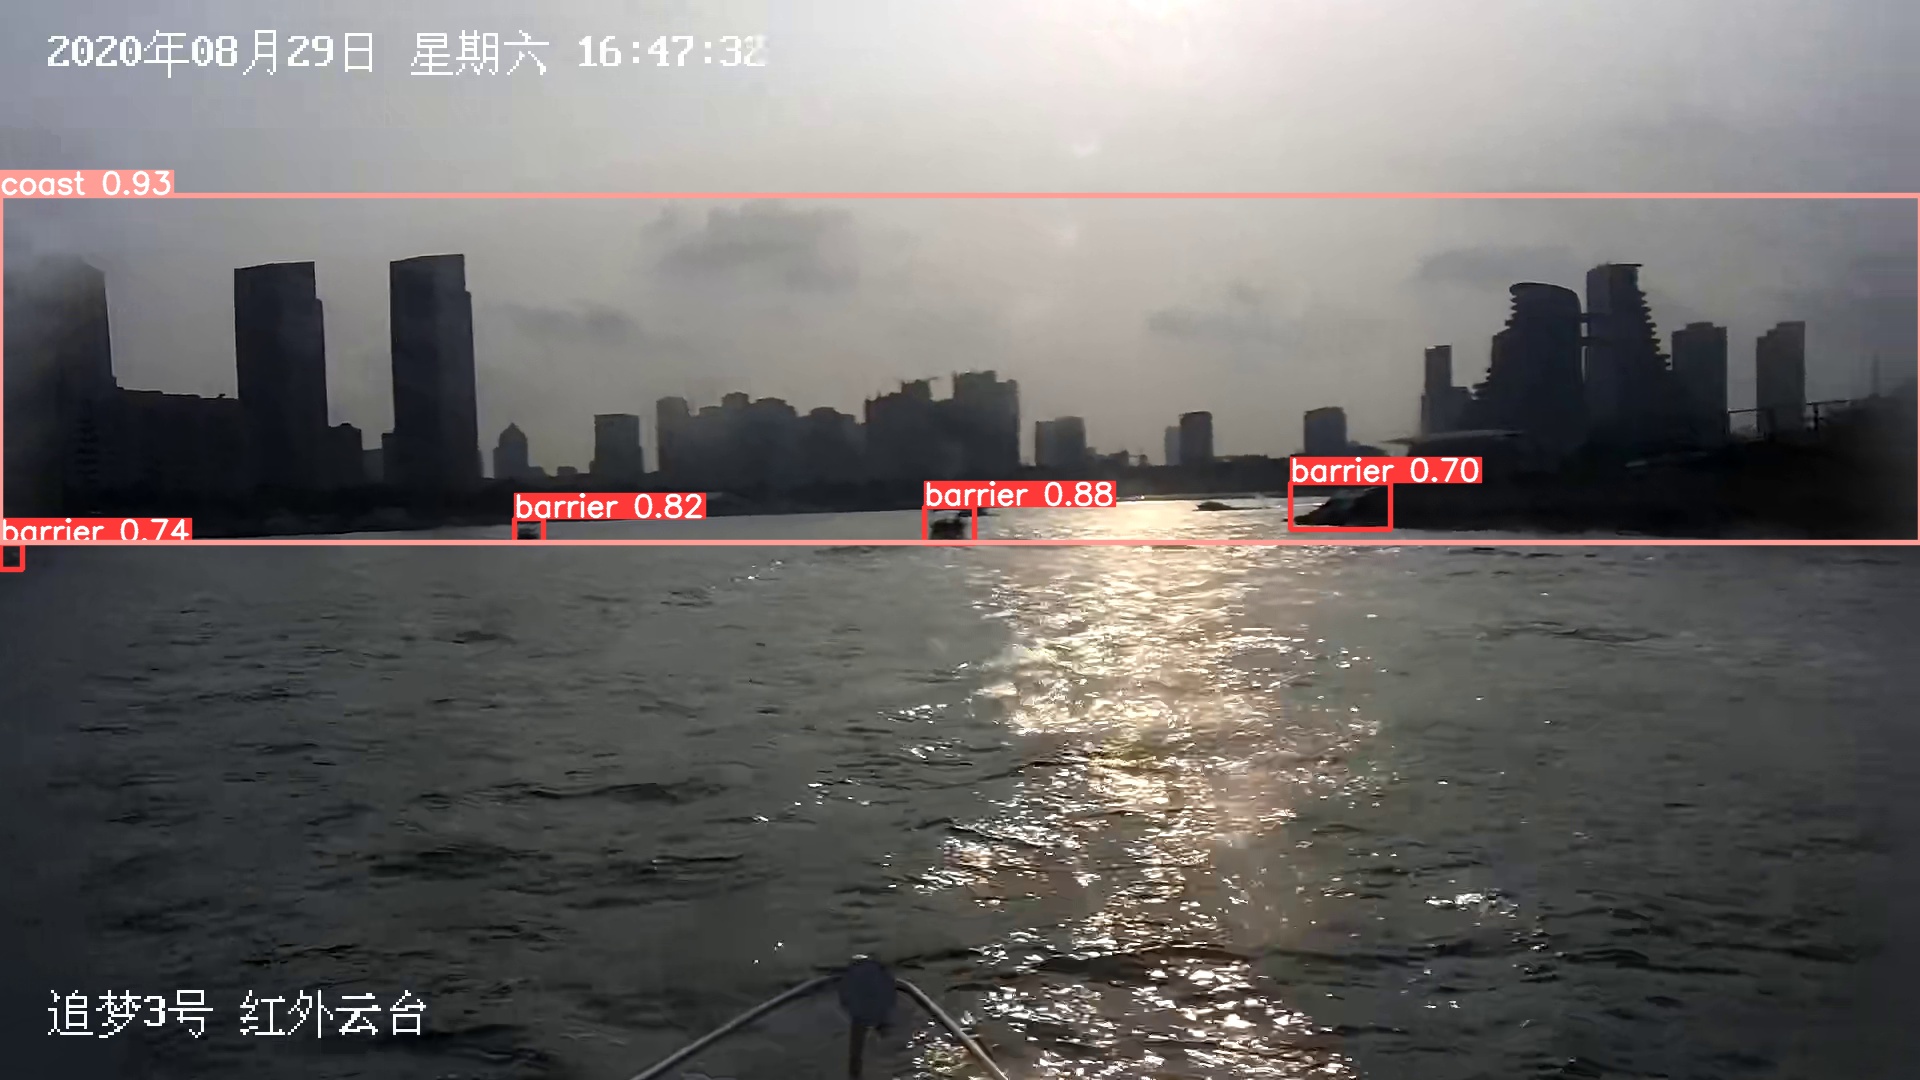 2020年08月29日 星期六 16:47:32
coast 0.93
barrier 0.70
barrier 0.88
barrier 0.82
barrier 0.74
追梦3号 红外云台